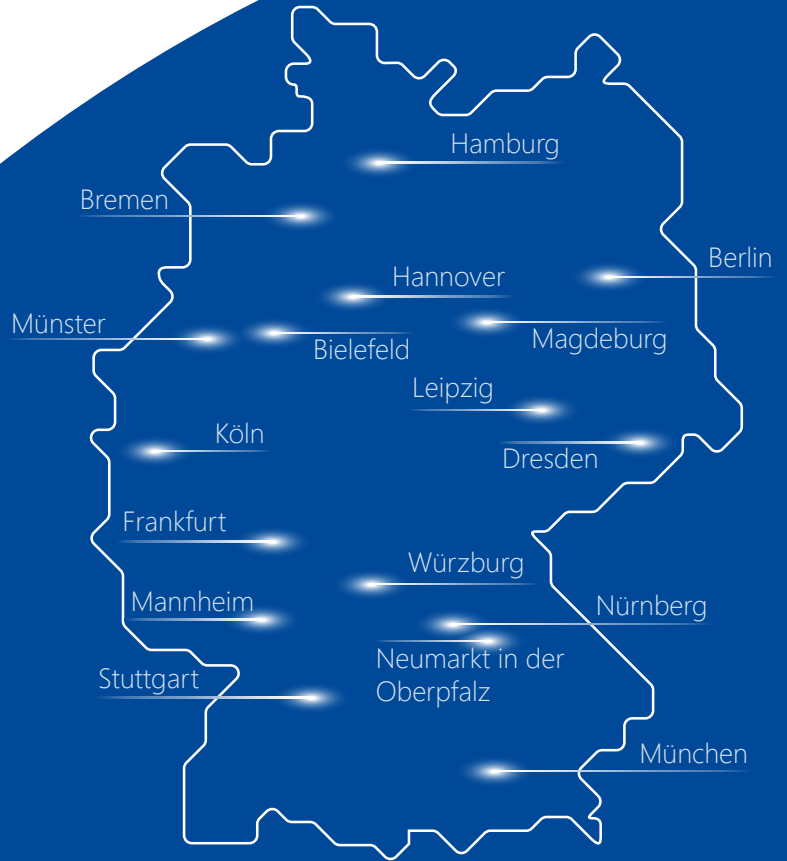 Hamburg
Bremen
Berlin
Hannover
Münster
Magdeburg
Bielefeld
Leipzig
Köln
Dresden
Frankfurt
Würzburg
Mannheim
Nürnberg
Neumarkt in der
Oberpfalz
Stuttgart
München